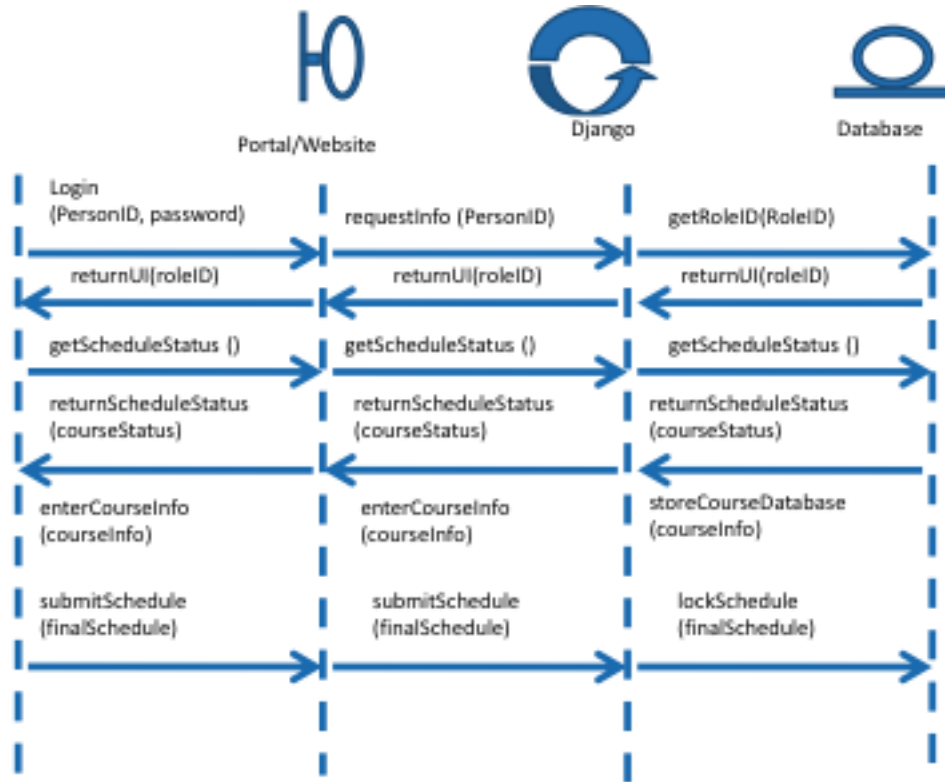 Portal/Website
Django
Database
Login
(PersonID, password)
requestInfo (PersonID)
getRoleID(RoleID)
returnUI(roleID)
returnUI(roleID)
returnUI(roleID)
getScheduleStatus ()
getScheduleStatus ()
getScheduleStatus ()
returnScheduleStatus
(courseStatus)
returnScheduleStatus
(courseStatus)
returnScheduleStatus
(courseStatus)
enterCourseInfo
(courseInfo)
enterCourseInfo
(courseInfo)
storeCourseDatabase
(courseInfo)
submitSchedule
(finalSchedule)
submitSchedule
(finalSchedule)
lockSchedule
(finalSchedule)